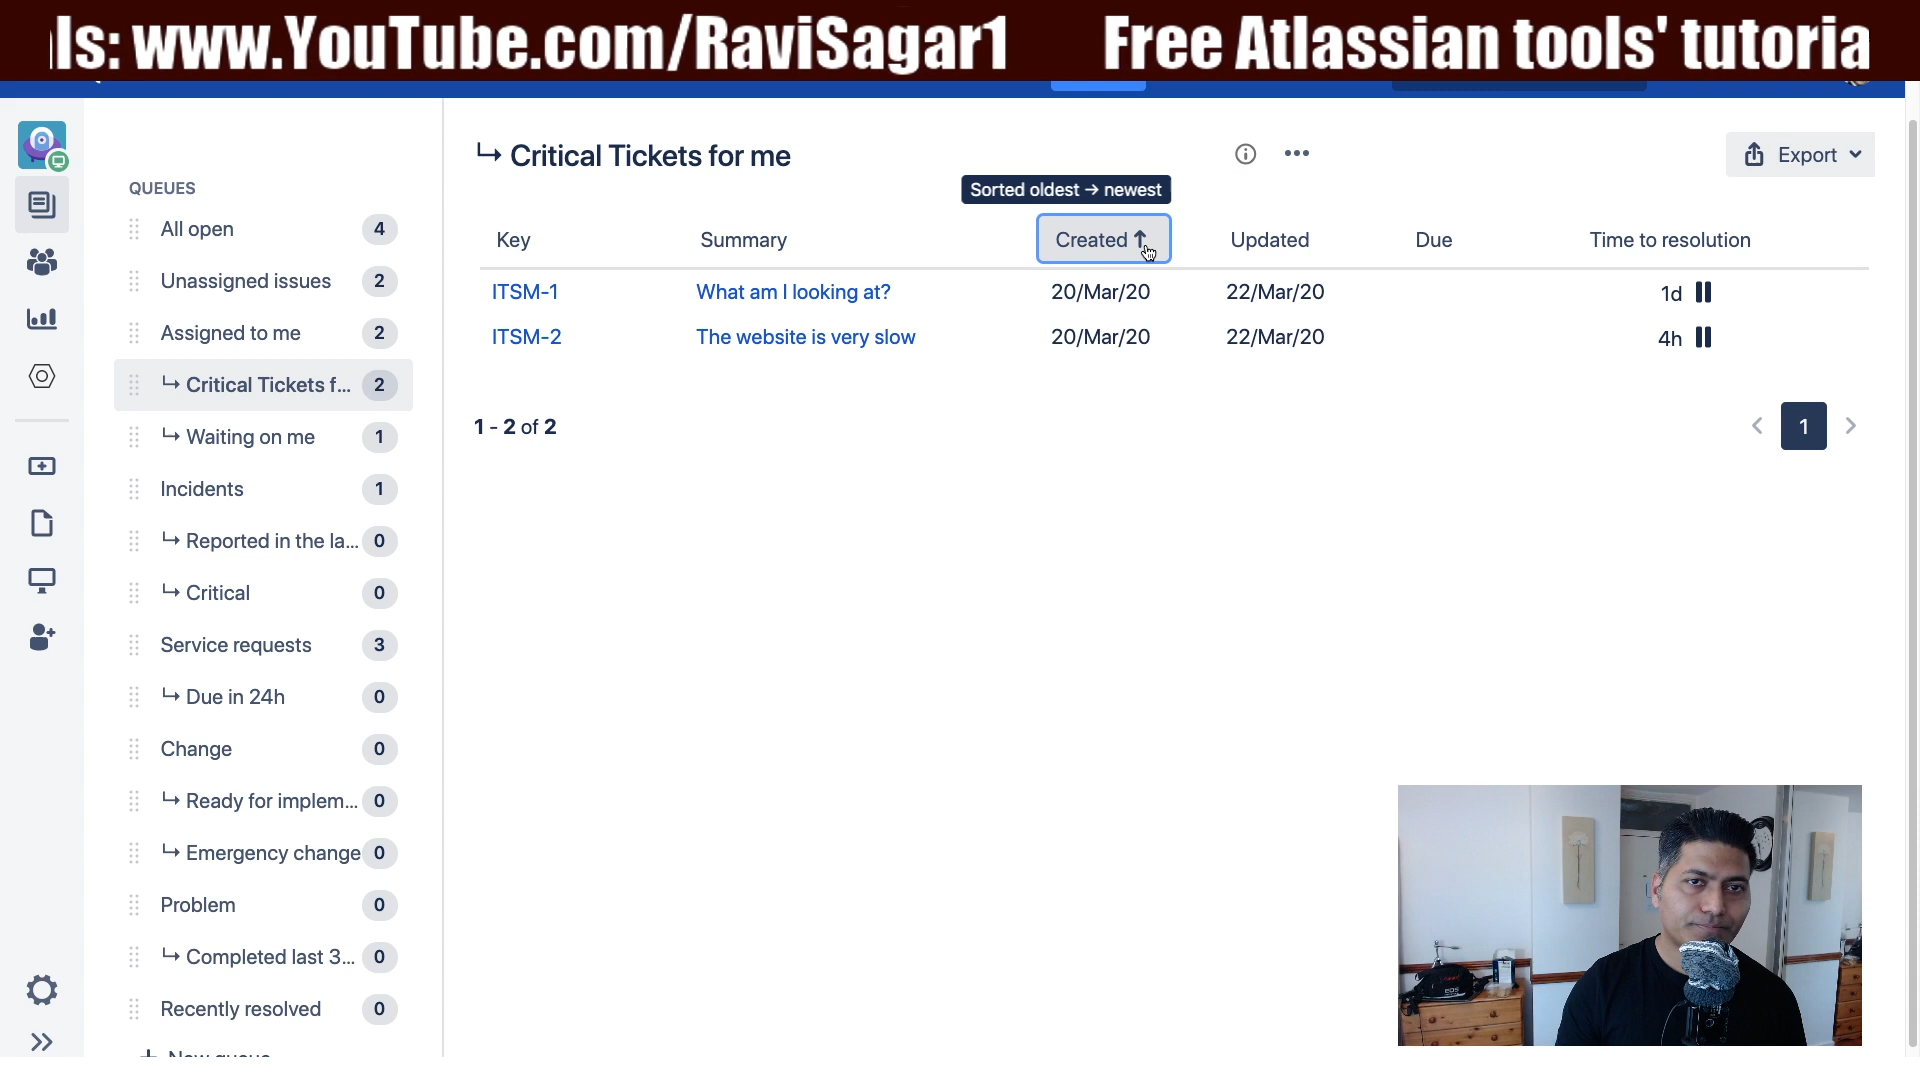 ls: www.YouTube.com/RaviSagar1 Free Atlassian tools' tutoria
↳ Critical Tickets for me
Export
Sorted oldest → newest
Key Summary Created ↑ Updated Due Time to resolution
ITSM-1 What am I looking at? 20/Mar/20 22/Mar/20 1d
ITSM-2 The website is very slow 20/Mar/20 22/Mar/20 4h
1 - 2 of 2
1
QUEUES
All open 4
Unassigned issues 2
Assigned to me 2
↳ Critical Tickets f... 2
↳ Waiting on me 1
Incidents 1
↳ Reported in the la... 0
↳ Critical 0
Service requests 3
↳ Due in 24h 0
Change 0
↳ Ready for implem... 0
↳ Emergency change 0
Problem 0
↳ Completed last 3... 0
Recently resolved 0
New queue